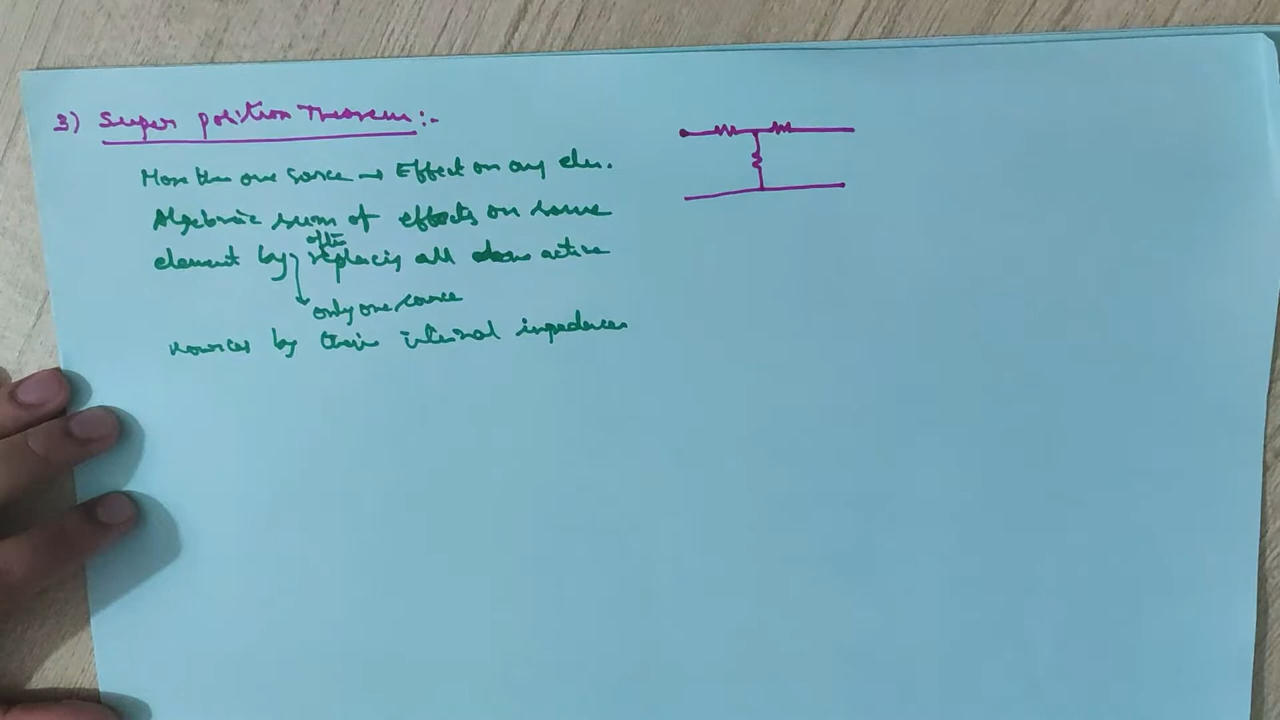 3) Super position Theorem:-
More than one source → Effect on any ele.
Algebraic sum of effects on same
after
element by replacing all active
only one source
sources by their internal impedances